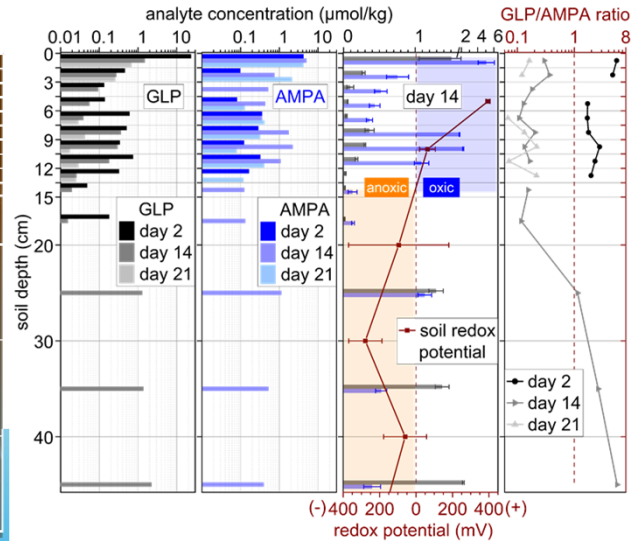 analyte concentration (µmol/kg) GLP/AMPA ratio
0.01 0.1 1 10 0.1 1 10 0 1 2 4 6 0.1 1 8
0
3
6
9
12
15
20
30
40
soil depth (cm)
GLP
AMPA
day 14
anoxic oxic
GLP
day 2
day 14
day 21
AMPA
day 2
day 14
day 21
soil redox
potential
day 2
day 14
day 21
(-)400 200 0 200 400(+)
redox potential (mV)